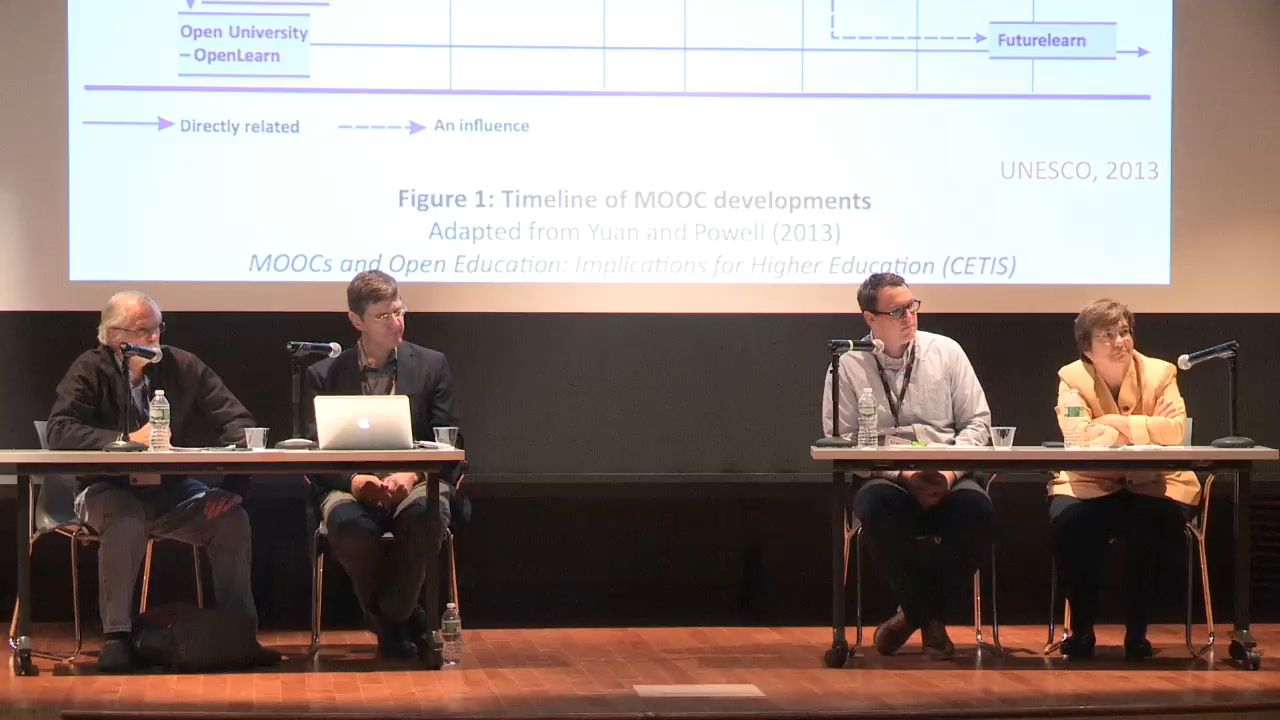 Open University
– OpenLearn
Futurelearn
Directly related
An influence
UNESCO, 2013
Figure 1: Timeline of MOOC developments
Adapted from Yuan and Powell (2013)
MOOCs and Open Education: Implications for Higher Education (CETIS)